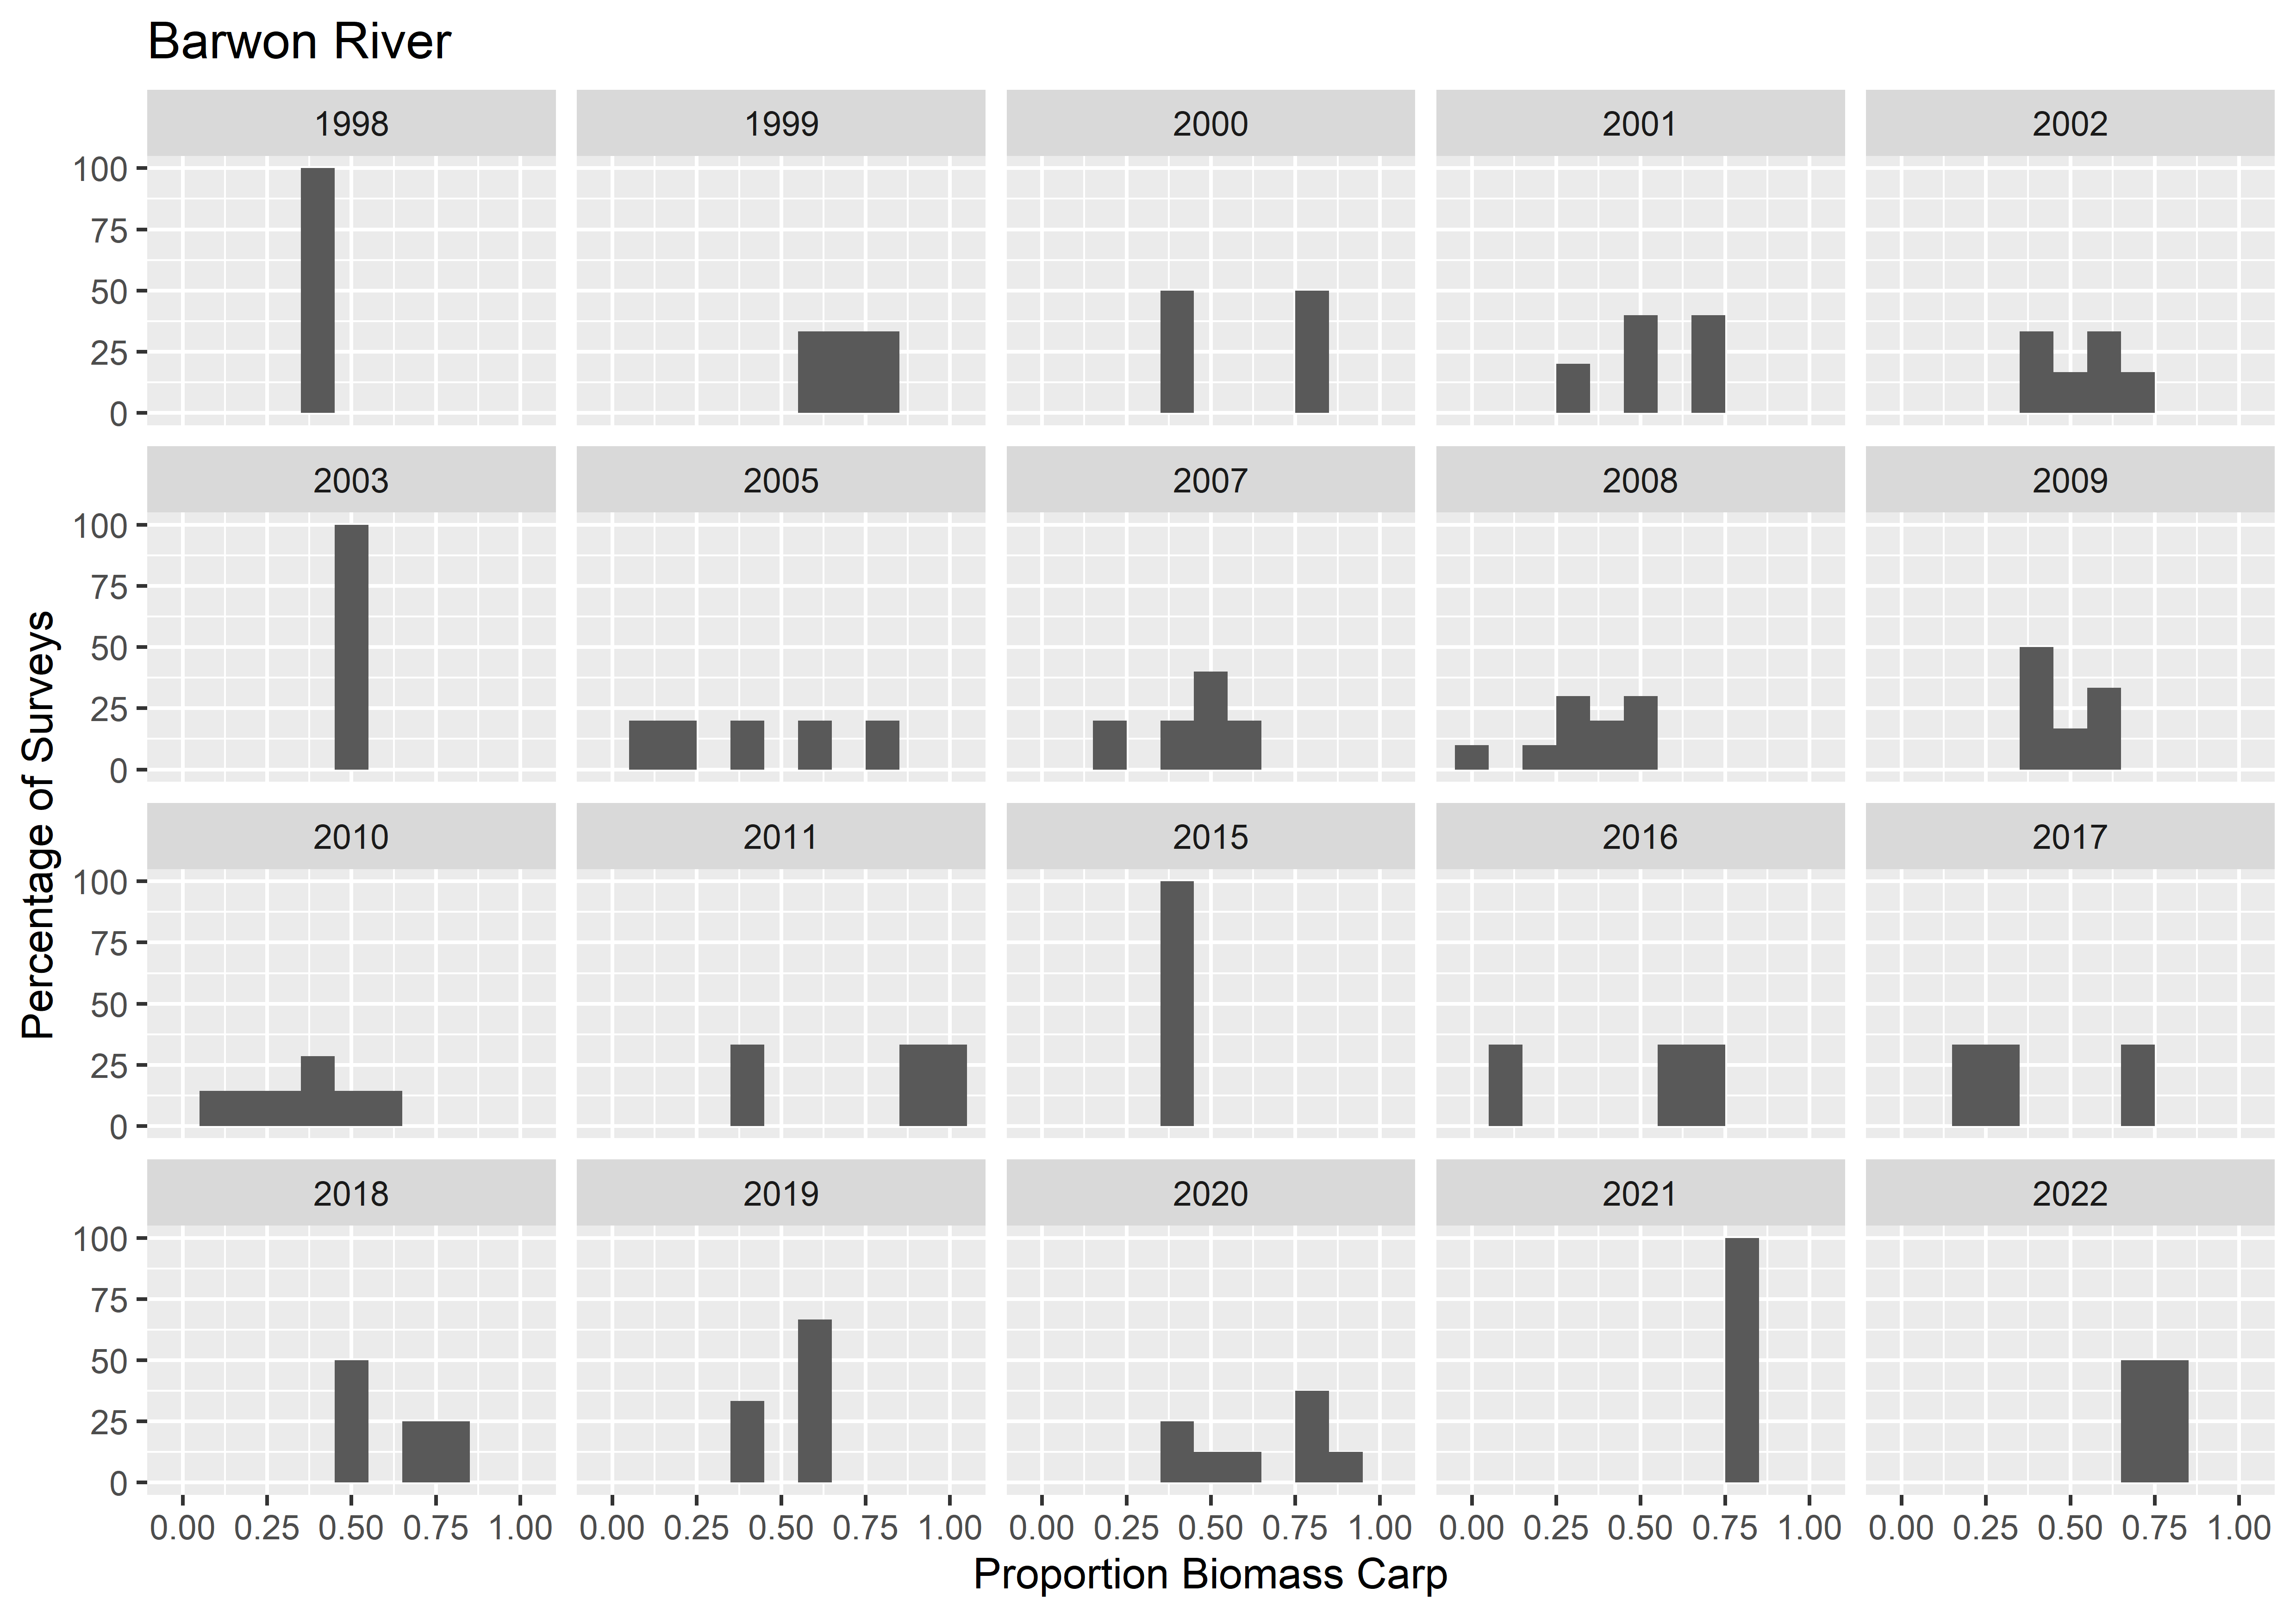 Barwon River
1998 1999 2000 2001 2002
100
75
50
25
0
2003 2005 2007 2008 2009
100
75
50
25
0
2010 2011 2015 2016 2017
100
75
50
25
0
2018 2019 2020 2021 2022
100
75
50
25
0
0.00 0.25 0.50 0.75 1.00 0.00 0.25 0.50 0.75 1.00 0.00 0.25 0.50 0.75 1.00 0.00 0.25 0.50 0.75 1.00 0.00 0.25 0.50 0.75 1.00
Proportion Biomass Carp
Percentage of Surveys